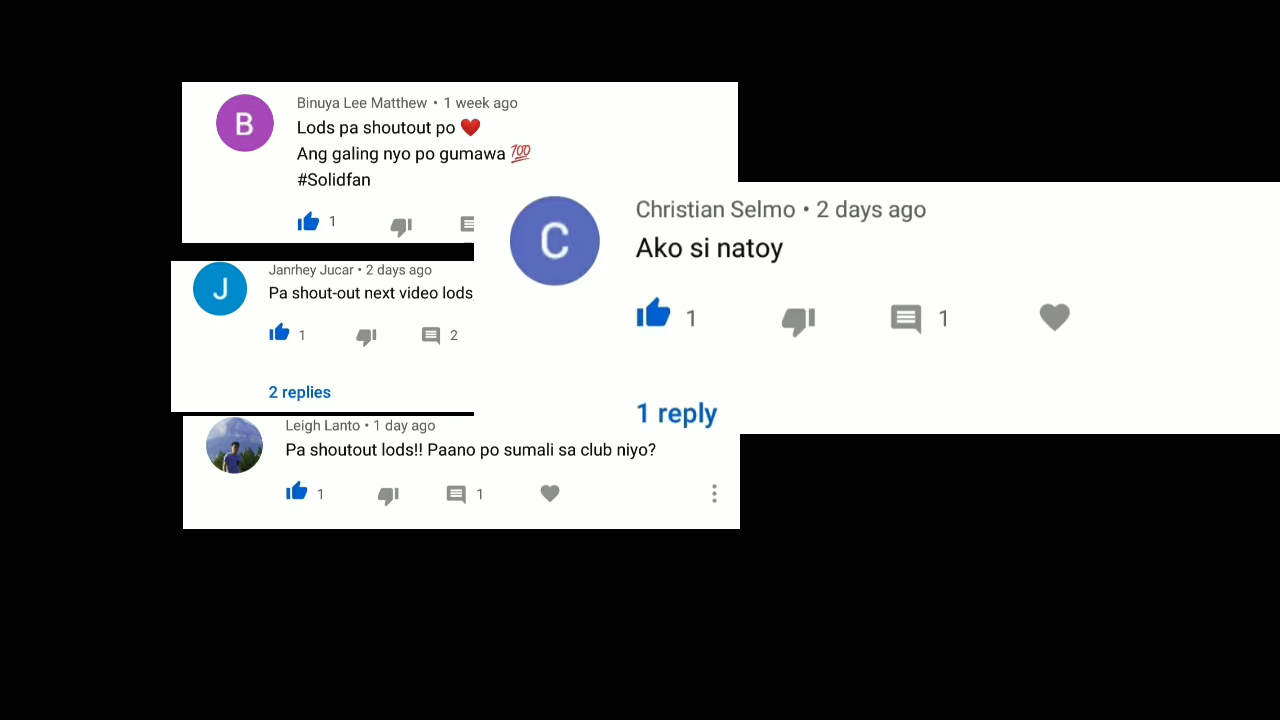 B
Binuya Lee Matthew • 1 week ago
Lods pa shoutout po ❤️
Ang galing nyo po gumawa 💯
#Solidfan
1
J
Janrhey Jucar • 2 days ago
Pa shout-out next video lods
1
2
2 replies
C
Christian Selmo • 2 days ago
Ako si natoy
1
1
1 reply
Leigh Lanto • 1 day ago
Pa shoutout lods!! Paano po sumali sa club niyo?
1
1